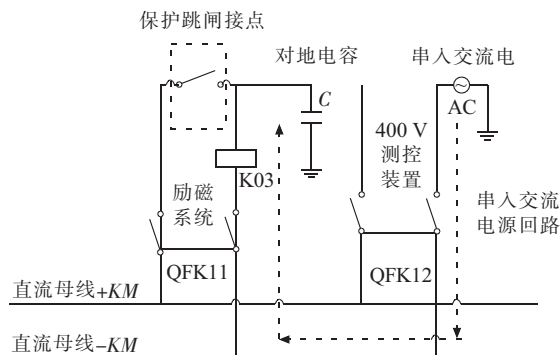 保护跳闸接点
对地电容
串入交流电
C
AC
400 V
测控
装置
K03
励磁
系统
串入交流
电源回路
QFK11
QFK12
直流母线+KM
直流母线-KM